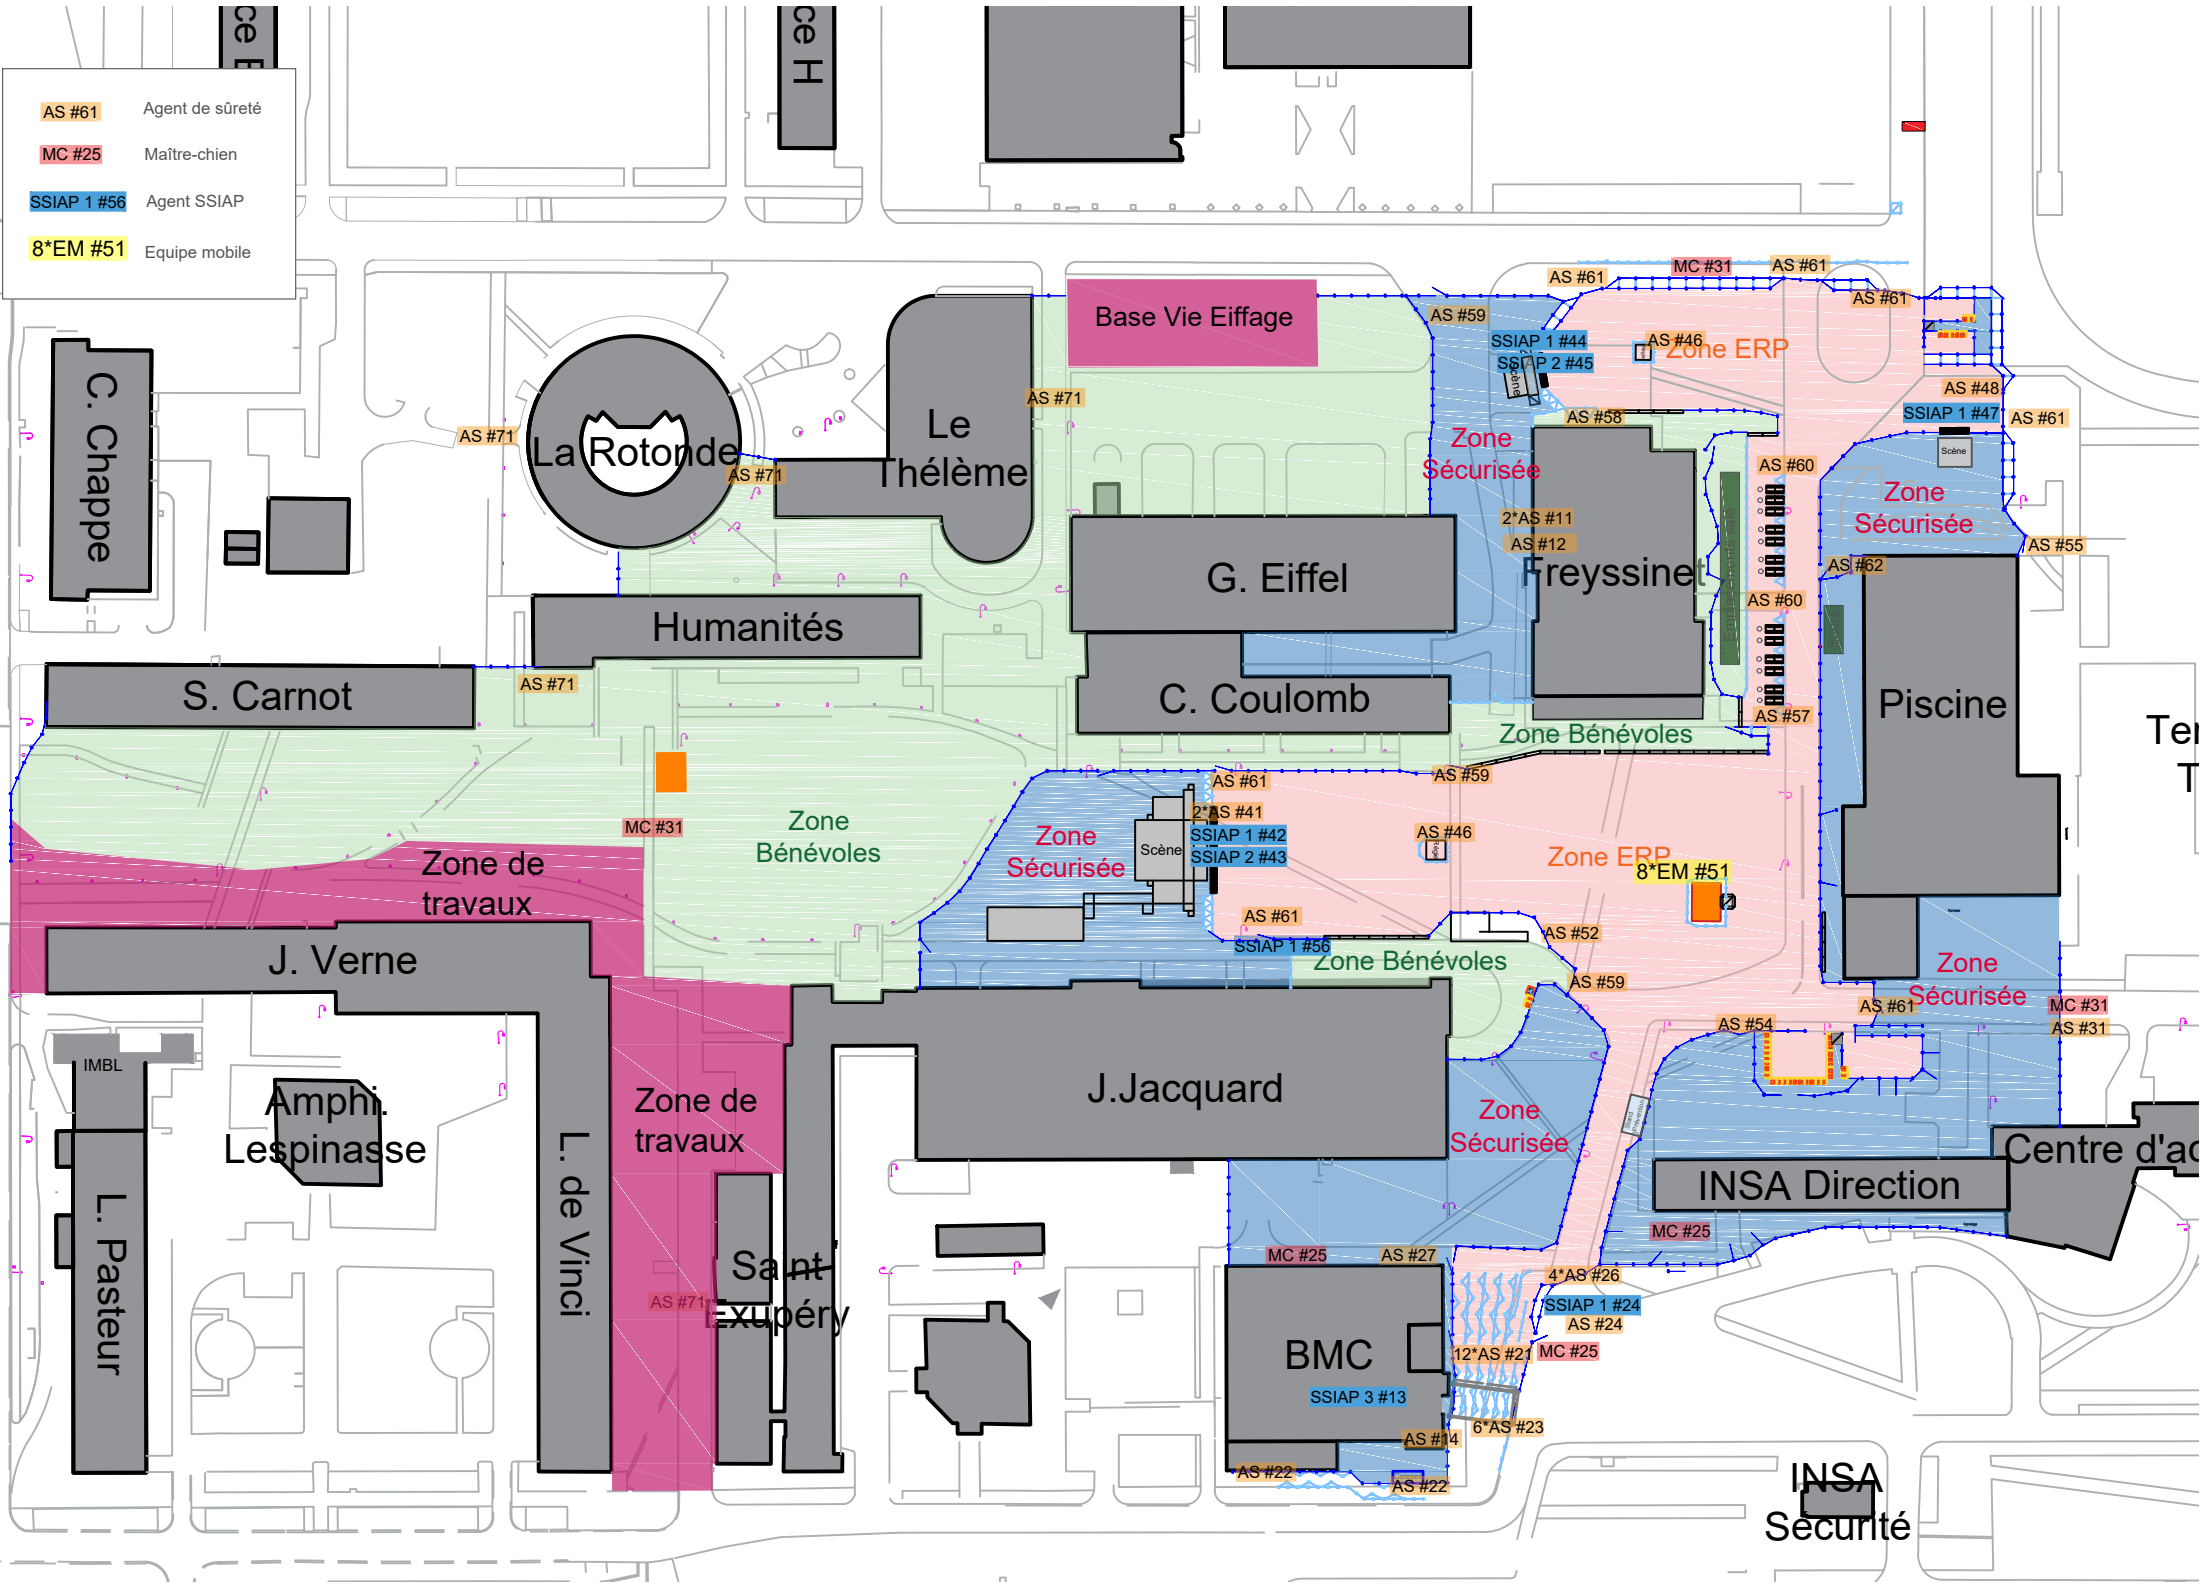 ce E
ce H
AS #61
Agent de sûreté
MC #25
Maître-chien
SSIAP 1 #56
Agent SSIAP
8*EM #51
Equipe mobile
MC #31
AS #61
AS #61
AS #61
Base Vie Eiffage
AS #59
SSIAP 1 #44
SSIAP 2 #45
AS #46
Zone ERP
Scène
AS #48
SSIAP 1 #47
AS #61
AS #58
AS #71
C. Chappe
AS #71
La Rotonde
AS #71
Le
Thélème
Zone
Sécurisée
Scène
AS #60
Zone
Sécurisée
2*AS #11
AS #12
AS #55
AS #62
G. Eiffel
Freyssinet
AS #60
Humanités
S. Carnot
AS #71
C. Coulomb
Piscine
AS #57
Zone Bénévoles
Ter
T
AS #59
AS #61
2*AS #41
SSIAP 1 #42
SSIAP 2 #43
Scène
Zone
Sécurisée
Zone
Bénévoles
MC #31
AS #46
Régie
Zone ERP
8*EM #51
Zone de
travaux
AS #61
SSIAP 1 #56
AS #52
Zone Bénévoles
J. Verne
AS #59
Zone
Sécurisée
AS #61
MC #31
AS #31
AS #54
IMBL
Amphi.
Lespinasse
Zone de
travaux
J.Jacquard
Zone
Sécurisée
Stand
Prévention
Centre d'ac
INSA Direction
L. Pasteur
L. de Vinci
MC #25
MC #25
AS #27
Saint
Exupéry
AS #71
4*AS #26
SSIAP 1 #24
AS #24
BMC
12*AS #21
MC #25
SSIAP 3 #13
6*AS #23
AS #14
AS #22
AS #22
INSA
Sécurité